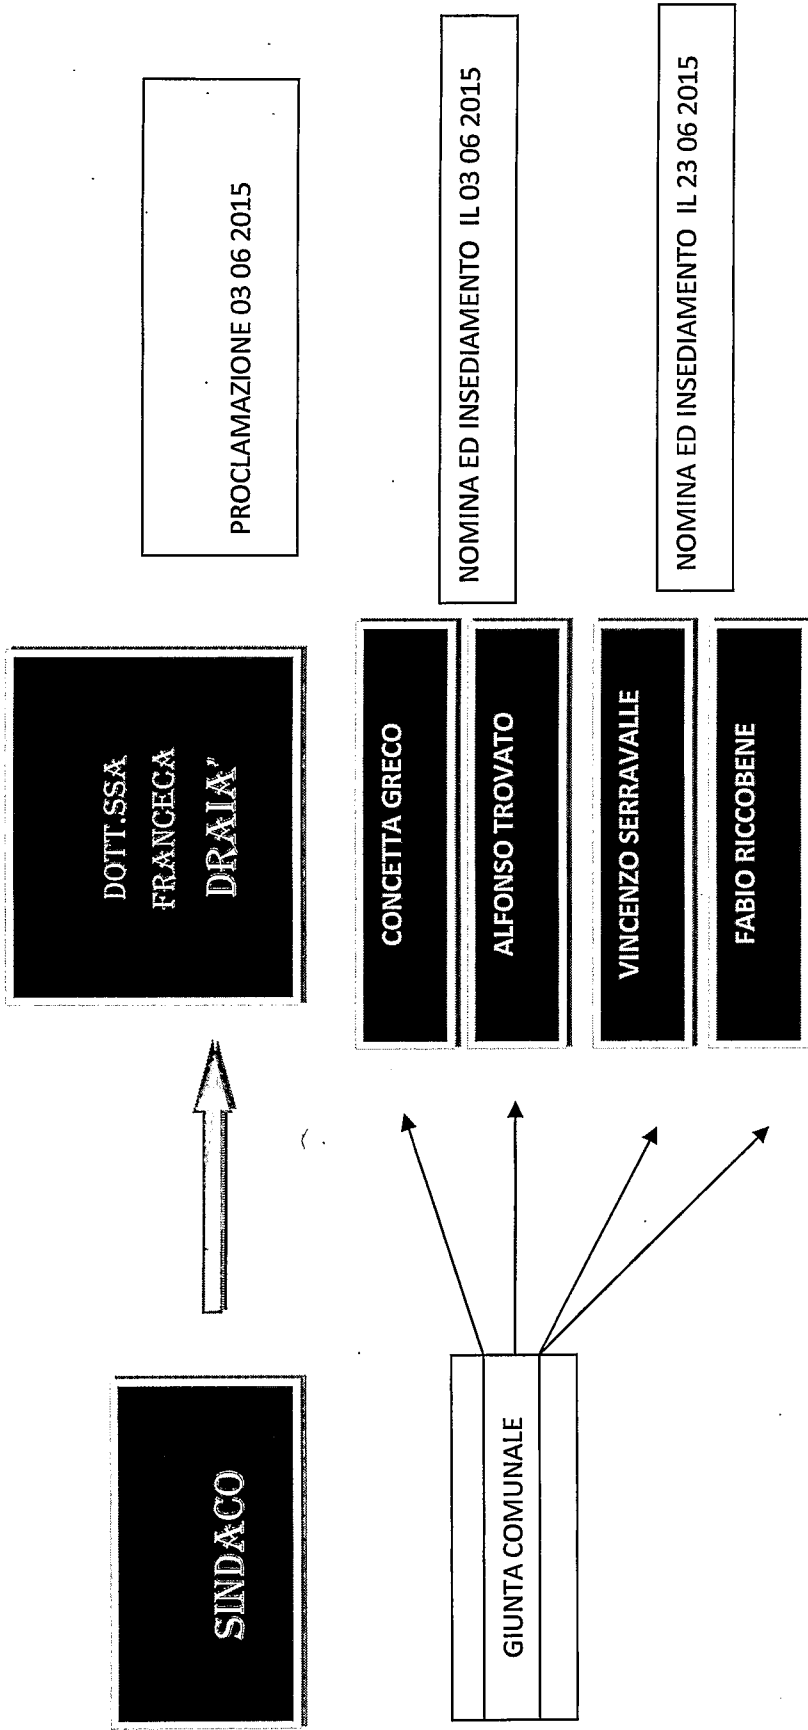 SINDACO
DOTT.SSA
FRANCECA
DRAIA"
PROCLAMAZIONE 03 06 2015
GIUNTA COMUNALE
CONCETTA GRECO
ALFONSO TROVATO
NOMINA ED INSEDIAMENTO IL 03 06 2015
VINCENZO SERRAVALLE
FABIO RICCOBENE
NOMINA ED INSEDIAMENTO IL 23 06 2015